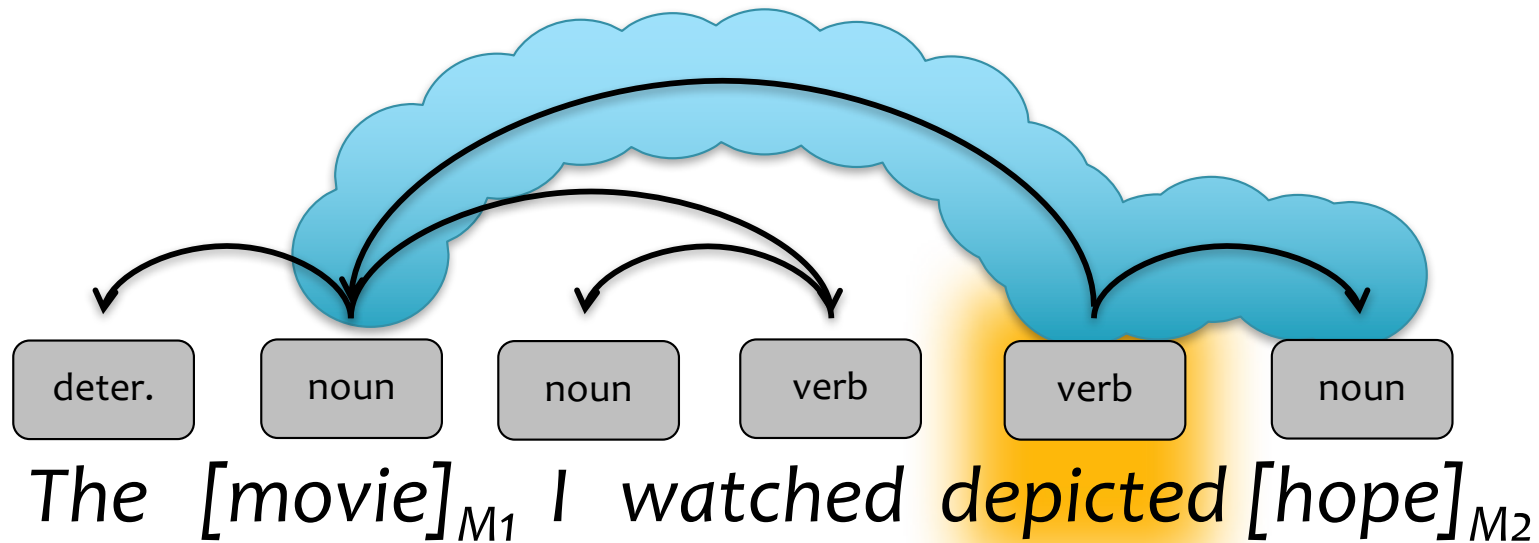 deter. noun noun verb verb noun
The [movie]M1 I watched depicted [hope]M2